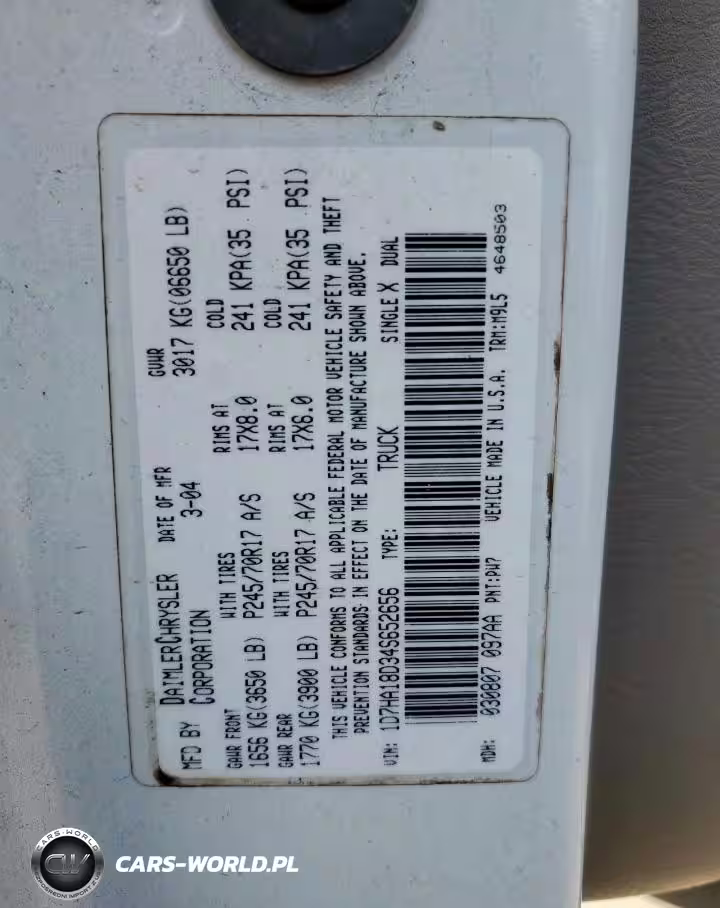 MFD BY DAIMLERCHRYSLER CORPORATION DATE OF MFR 3-04 GVWR 3017 KG(06650 LB)
GAWR FRONT WITH TIRES RIMS AT COLD
1656 KG(3650 LB) P245/70R17 A/S 17X8.0 241 KPA(35 PSI)
GAWR REAR WITH TIRES RIMS AT COLD
1770 KG(3900 LB) P245/70R17 A/S 17X8.0 241 KPA(35 PSI)
THIS VEHICLE CONFORMS TO ALL APPLICABLE FEDERAL MOTOR VEHICLE SAFETY AND THEFT
PREVENTION STANDARDS IN EFFECT ON THE DATE OF MANUFACTURE SHOWN ABOVE.
VIN: 1D7HA18D34S652656 TYPE: TRUCK SINGLE X DUAL
MDH: 030807 097AA PNT:PW7 VEHICLE MADE IN U.S.A. TRM:M9L5 4648503
CARS-WORLD
CW
CARS-WORLD.PL